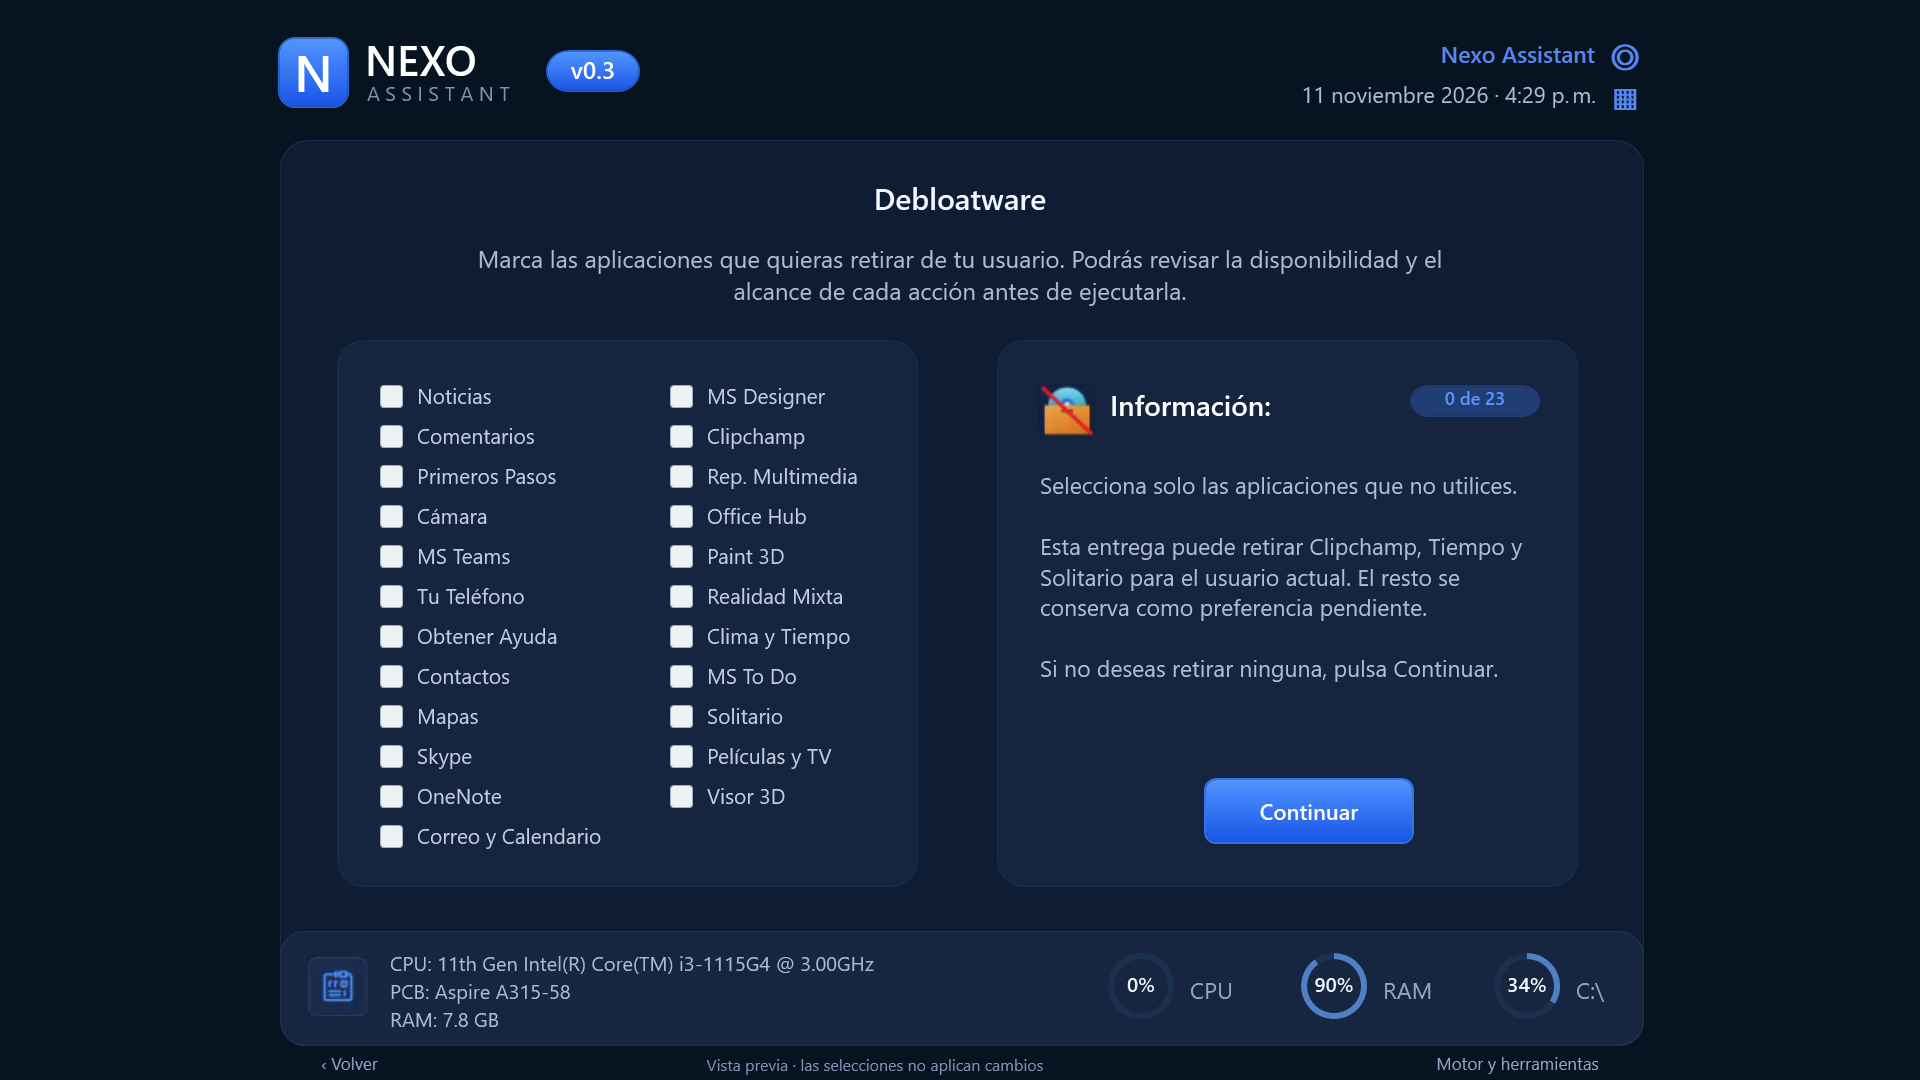 N
NEXO
ASSISTANT
v0.3
Nexo Assistant
11 noviembre 2026 · 4:29 p. m.
Debloatware
Marca las aplicaciones que quieras retirar de tu usuario. Podrás revisar la disponibilidad y el
alcance de cada acción antes de ejecutarla.
Noticias
Comentarios
Primeros Pasos
Cámara
MS Teams
Tu Teléfono
Obtener Ayuda
Contactos
Mapas
Skype
OneNote
Correo y Calendario
MS Designer
Clipchamp
Rep. Multimedia
Office Hub
Paint 3D
Realidad Mixta
Clima y Tiempo
MS To Do
Solitario
Películas y TV
Visor 3D
Información:
0 de 23
Selecciona solo las aplicaciones que no utilices.
Esta entrega puede retirar Clipchamp, Tiempo y
Solitario para el usuario actual. El resto se
conserva como preferencia pendiente.
Si no deseas retirar ninguna, pulsa Continuar.
Continuar
CPU: 11th Gen Intel(R) Core(TM) i3-1115G4 @ 3.00GHz
PCB: Aspire A315-58
RAM: 7.8 GB
0%
CPU
90%
RAM
34%
C:\
‹ Volver
Vista previa · las selecciones no aplican cambios
Motor y herramientas